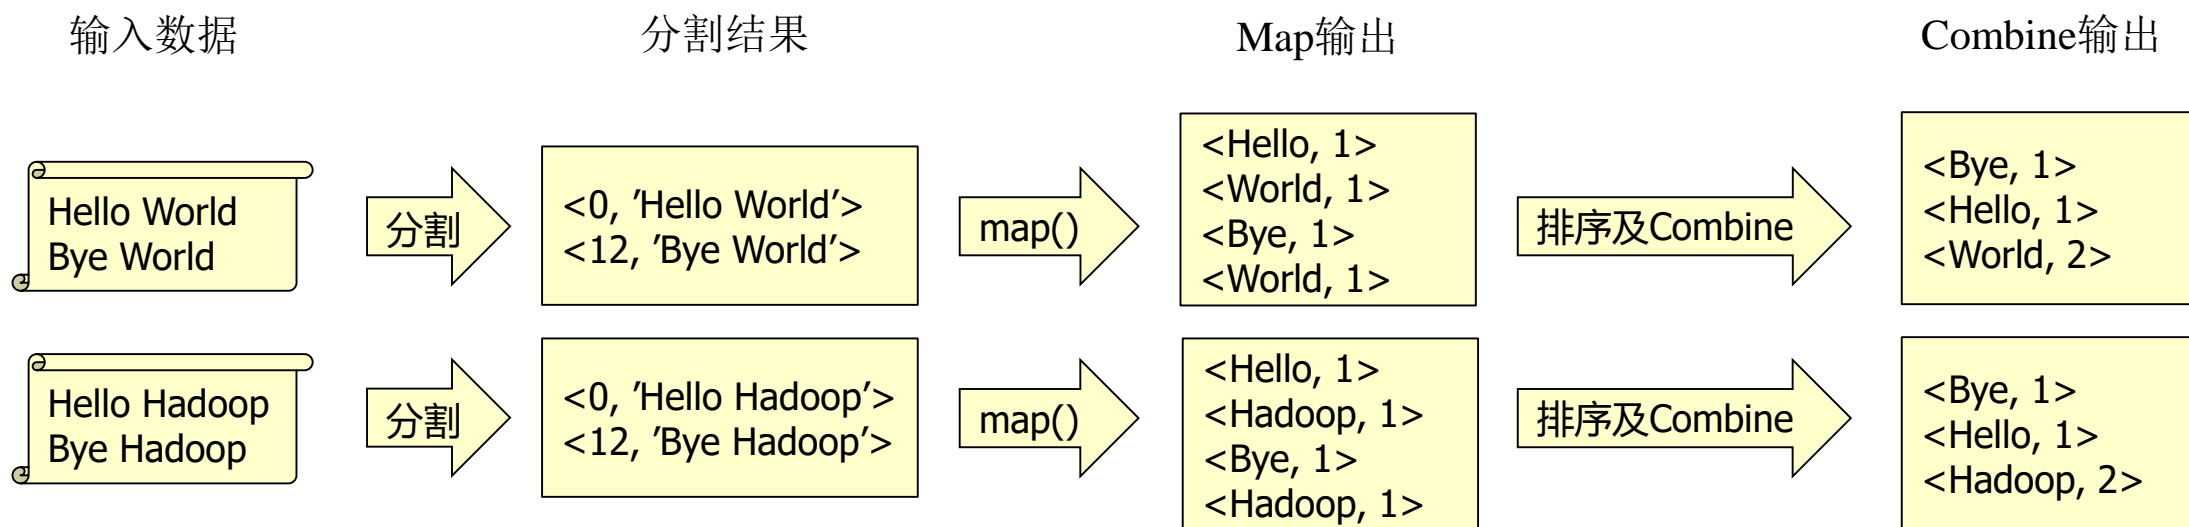 输入数据
分割结果
Map输出
Combine输出
Hello World
Bye World
分割
<0, ’Hello World’>
<12, ’Bye World’>
map()
<Hello, 1>
<World, 1>
<Bye, 1>
<World, 1>
排序及Combine
<Bye, 1>
<Hello, 1>
<World, 2>
Hello Hadoop
Bye Hadoop
分割
<0, ’Hello Hadoop’>
<12, ’Bye Hadoop’>
map()
<Hello, 1>
<Hadoop, 1>
<Bye, 1>
<Hadoop, 1>
排序及Combine
<Bye, 1>
<Hello, 1>
<Hadoop, 2>